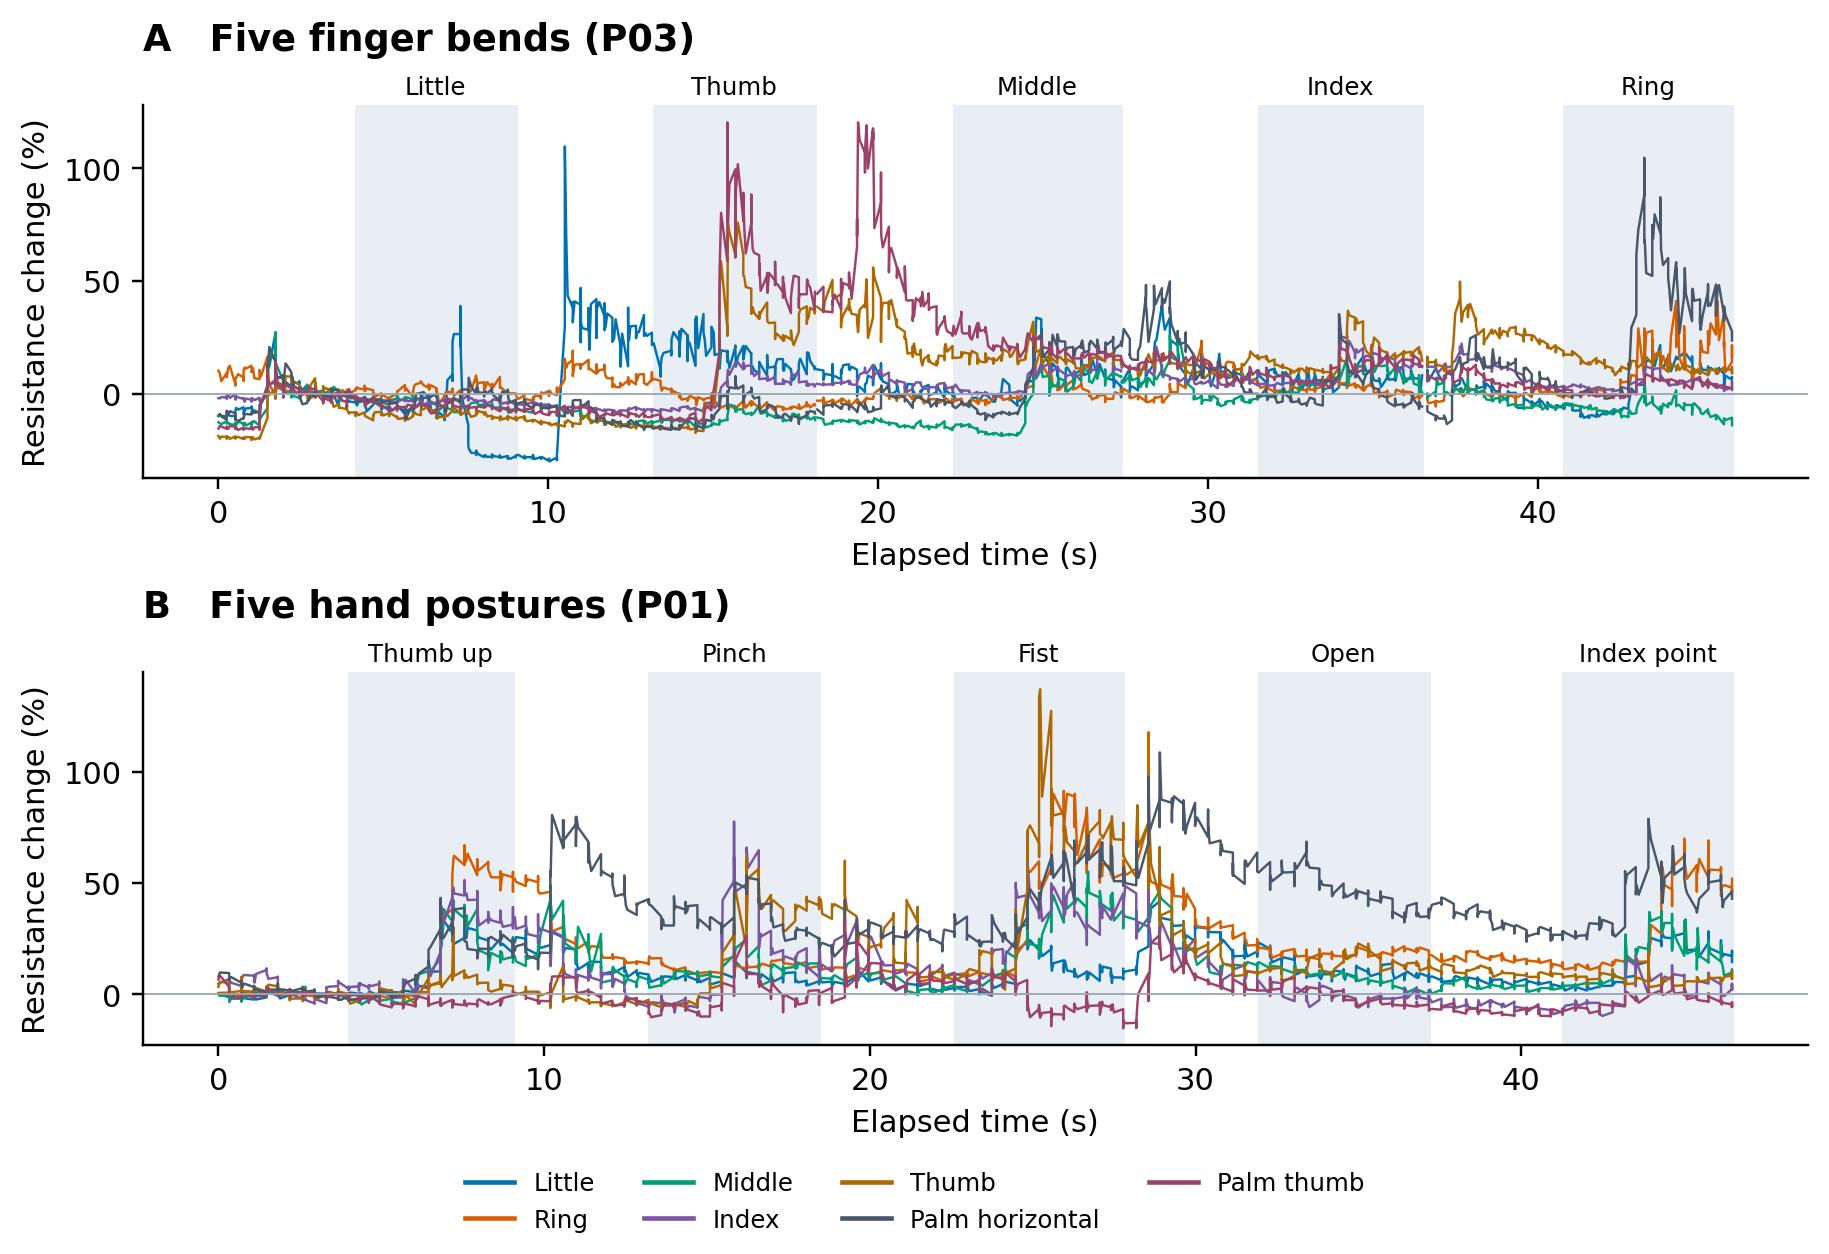 A Five finger bends (P03)
Little Thumb Middle Index Ring
Resistance change (%)
100
50
0
0 10 20 30 40
Elapsed time (s)
B Five hand postures (P01)
Thumb up Pinch Fist Open Index point
Resistance change (%)
100
50
0
0 10 20 30 40
Elapsed time (s)
Little Middle Thumb Palm thumb
Ring Index Palm horizontal